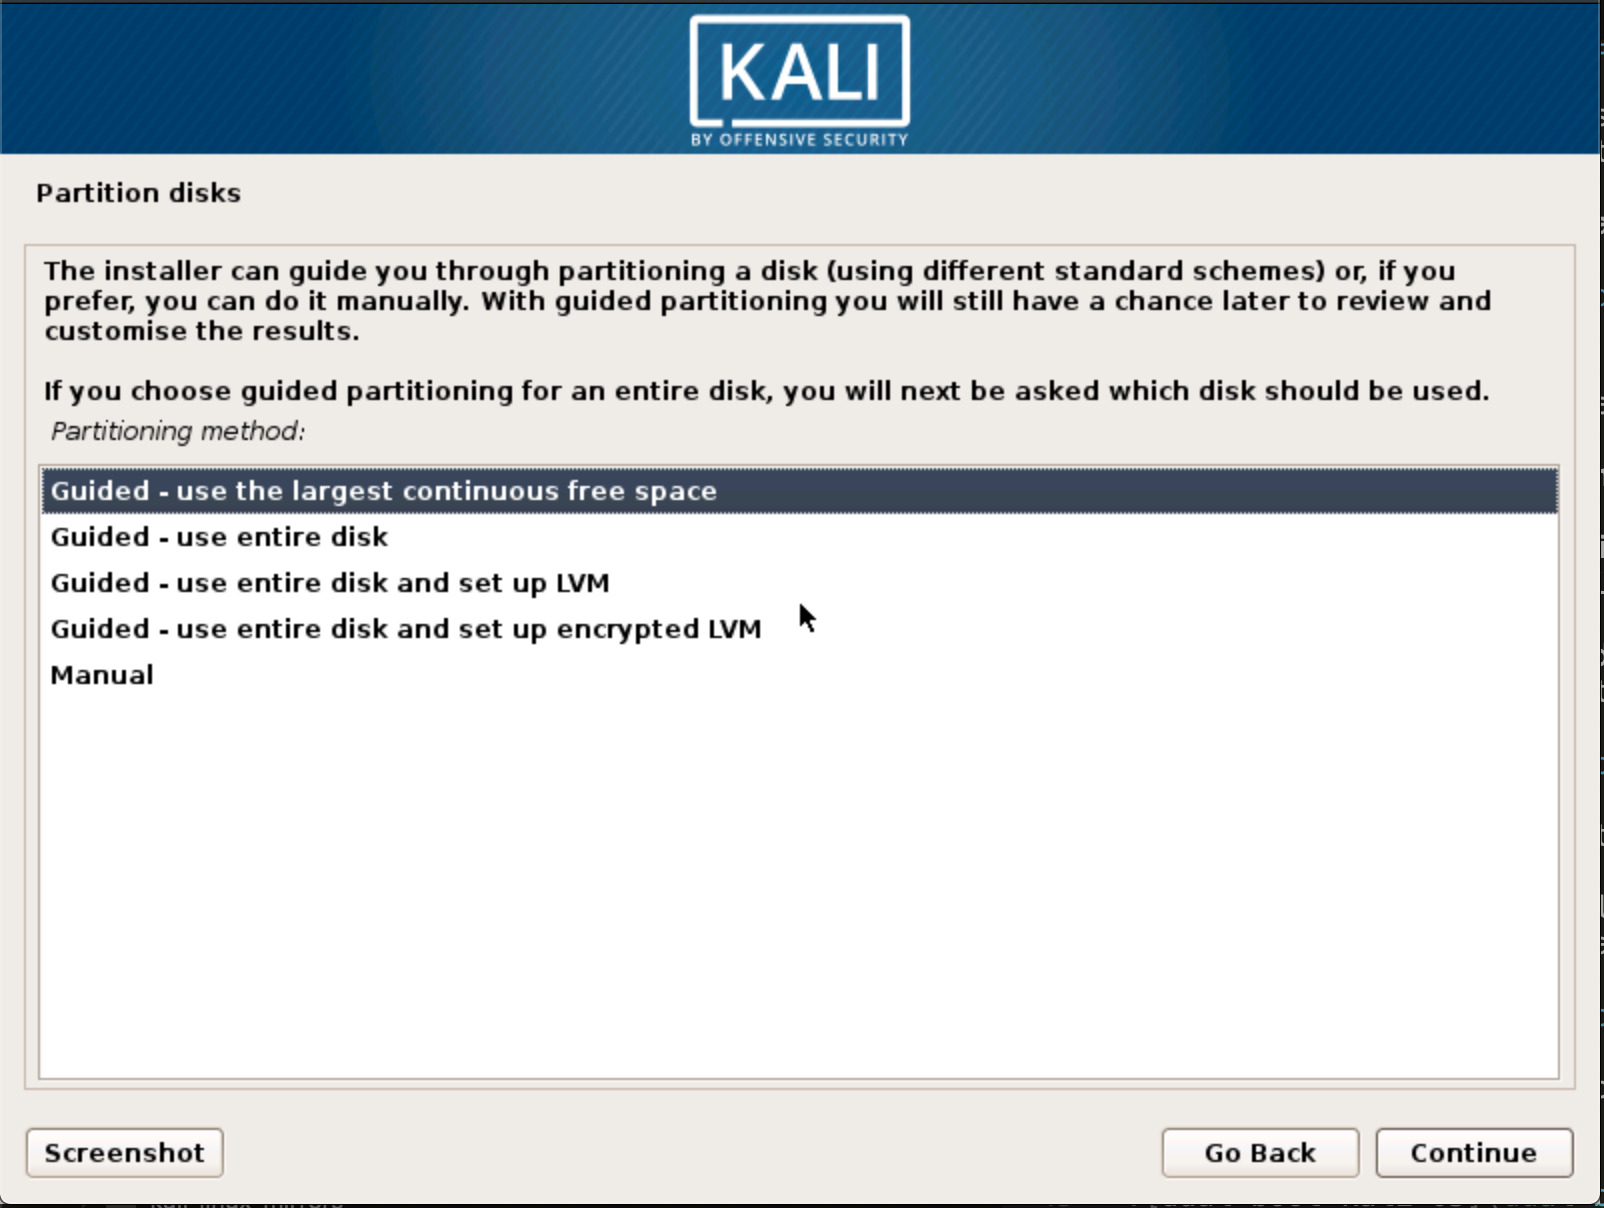 KALI
BY OFFENSIVE SECURITY
Partition disks
The installer can guide you through partitioning a disk (using different standard schemes) or, if you
prefer, you can do it manually. With guided partitioning you will still have a chance later to review and
customise the results.
If you choose guided partitioning for an entire disk, you will next be asked which disk should be used.
Partitioning method:
Guided - use the largest continuous free space
Guided - use entire disk
Guided - use entire disk and set up LVM
Guided - use entire disk and set up encrypted LVM
Manual
Screenshot
Go Back
Continue